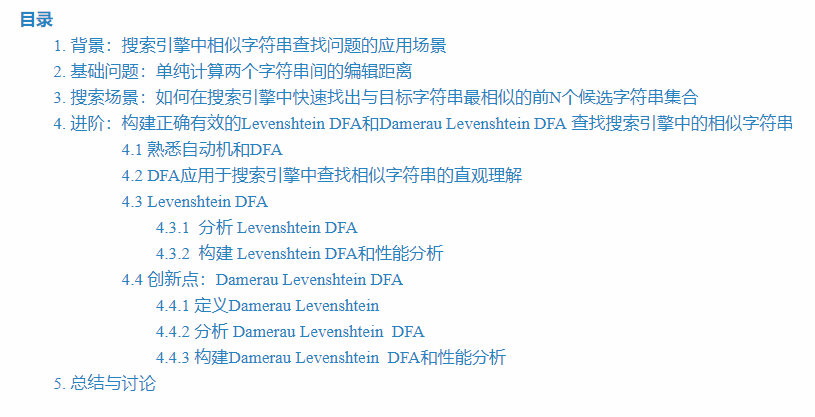 目录
1. 背景：搜索引擎中相似字符串查找问题的应用场景
2. 基础问题：单纯计算两个字符串间的编辑距离
3. 搜索场景：如何在搜索引擎中快速找出与目标字符串最相似的前N个候选字符串集合
4. 进阶：构建正确有效的Levenshtein DFA和Damerau Levenshtein DFA 查找搜索引擎中的相似字符串
4.1 熟悉自动机和DFA
4.2 DFA应用于搜索引擎中查找相似字符串的直观理解
4.3 Levenshtein DFA
4.3.1 分析 Levenshtein DFA
4.3.2 构建 Levenshtein DFA和性能分析
4.4 创新点：Damerau Levenshtein DFA
4.4.1 定义Damerau Levenshtein
4.4.2 分析 Damerau Levenshtein DFA
4.4.3 构建Damerau Levenshtein DFA和性能分析
5. 总结与讨论